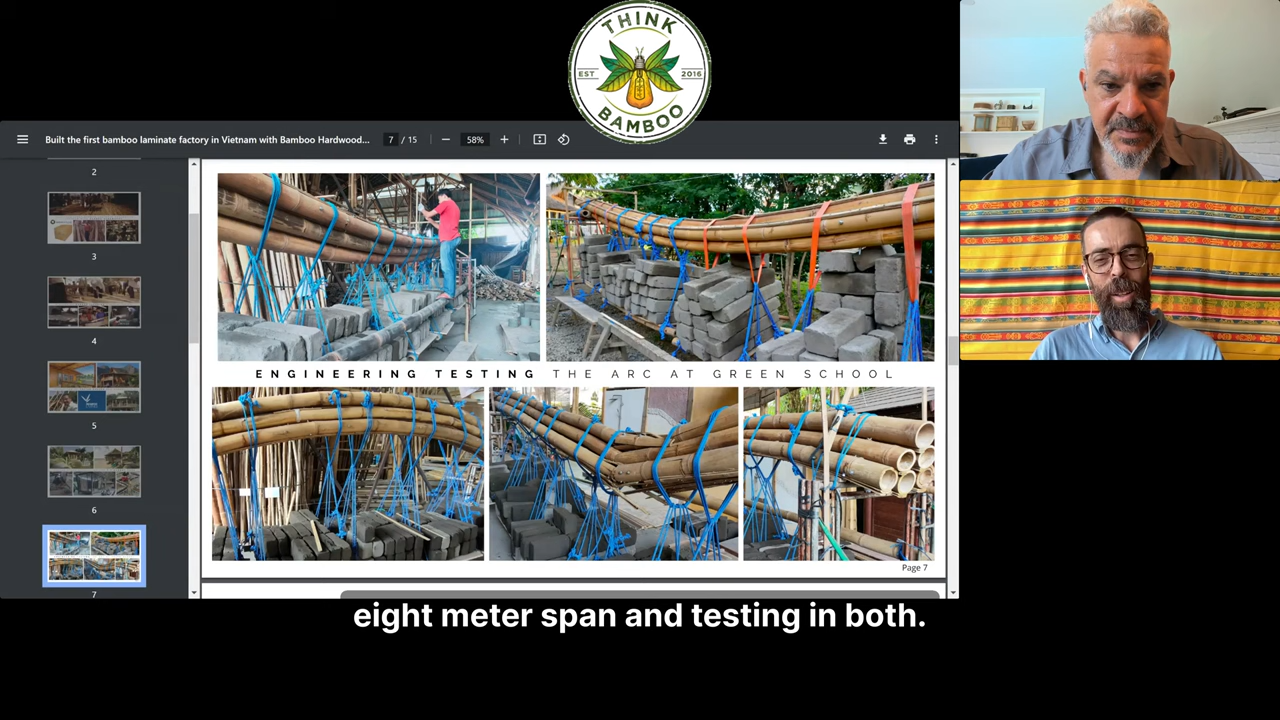 THINK
EST 2016
BAMBOO
Built the first bamboo laminate factory in Vietnam with Bamboo Hardwood... 7 / 15 58%
2
3
4
5
6
7
ENGINEERING TESTING THE ARC AT GREEN SCHOOL
Page 7
eight meter span and testing in both.